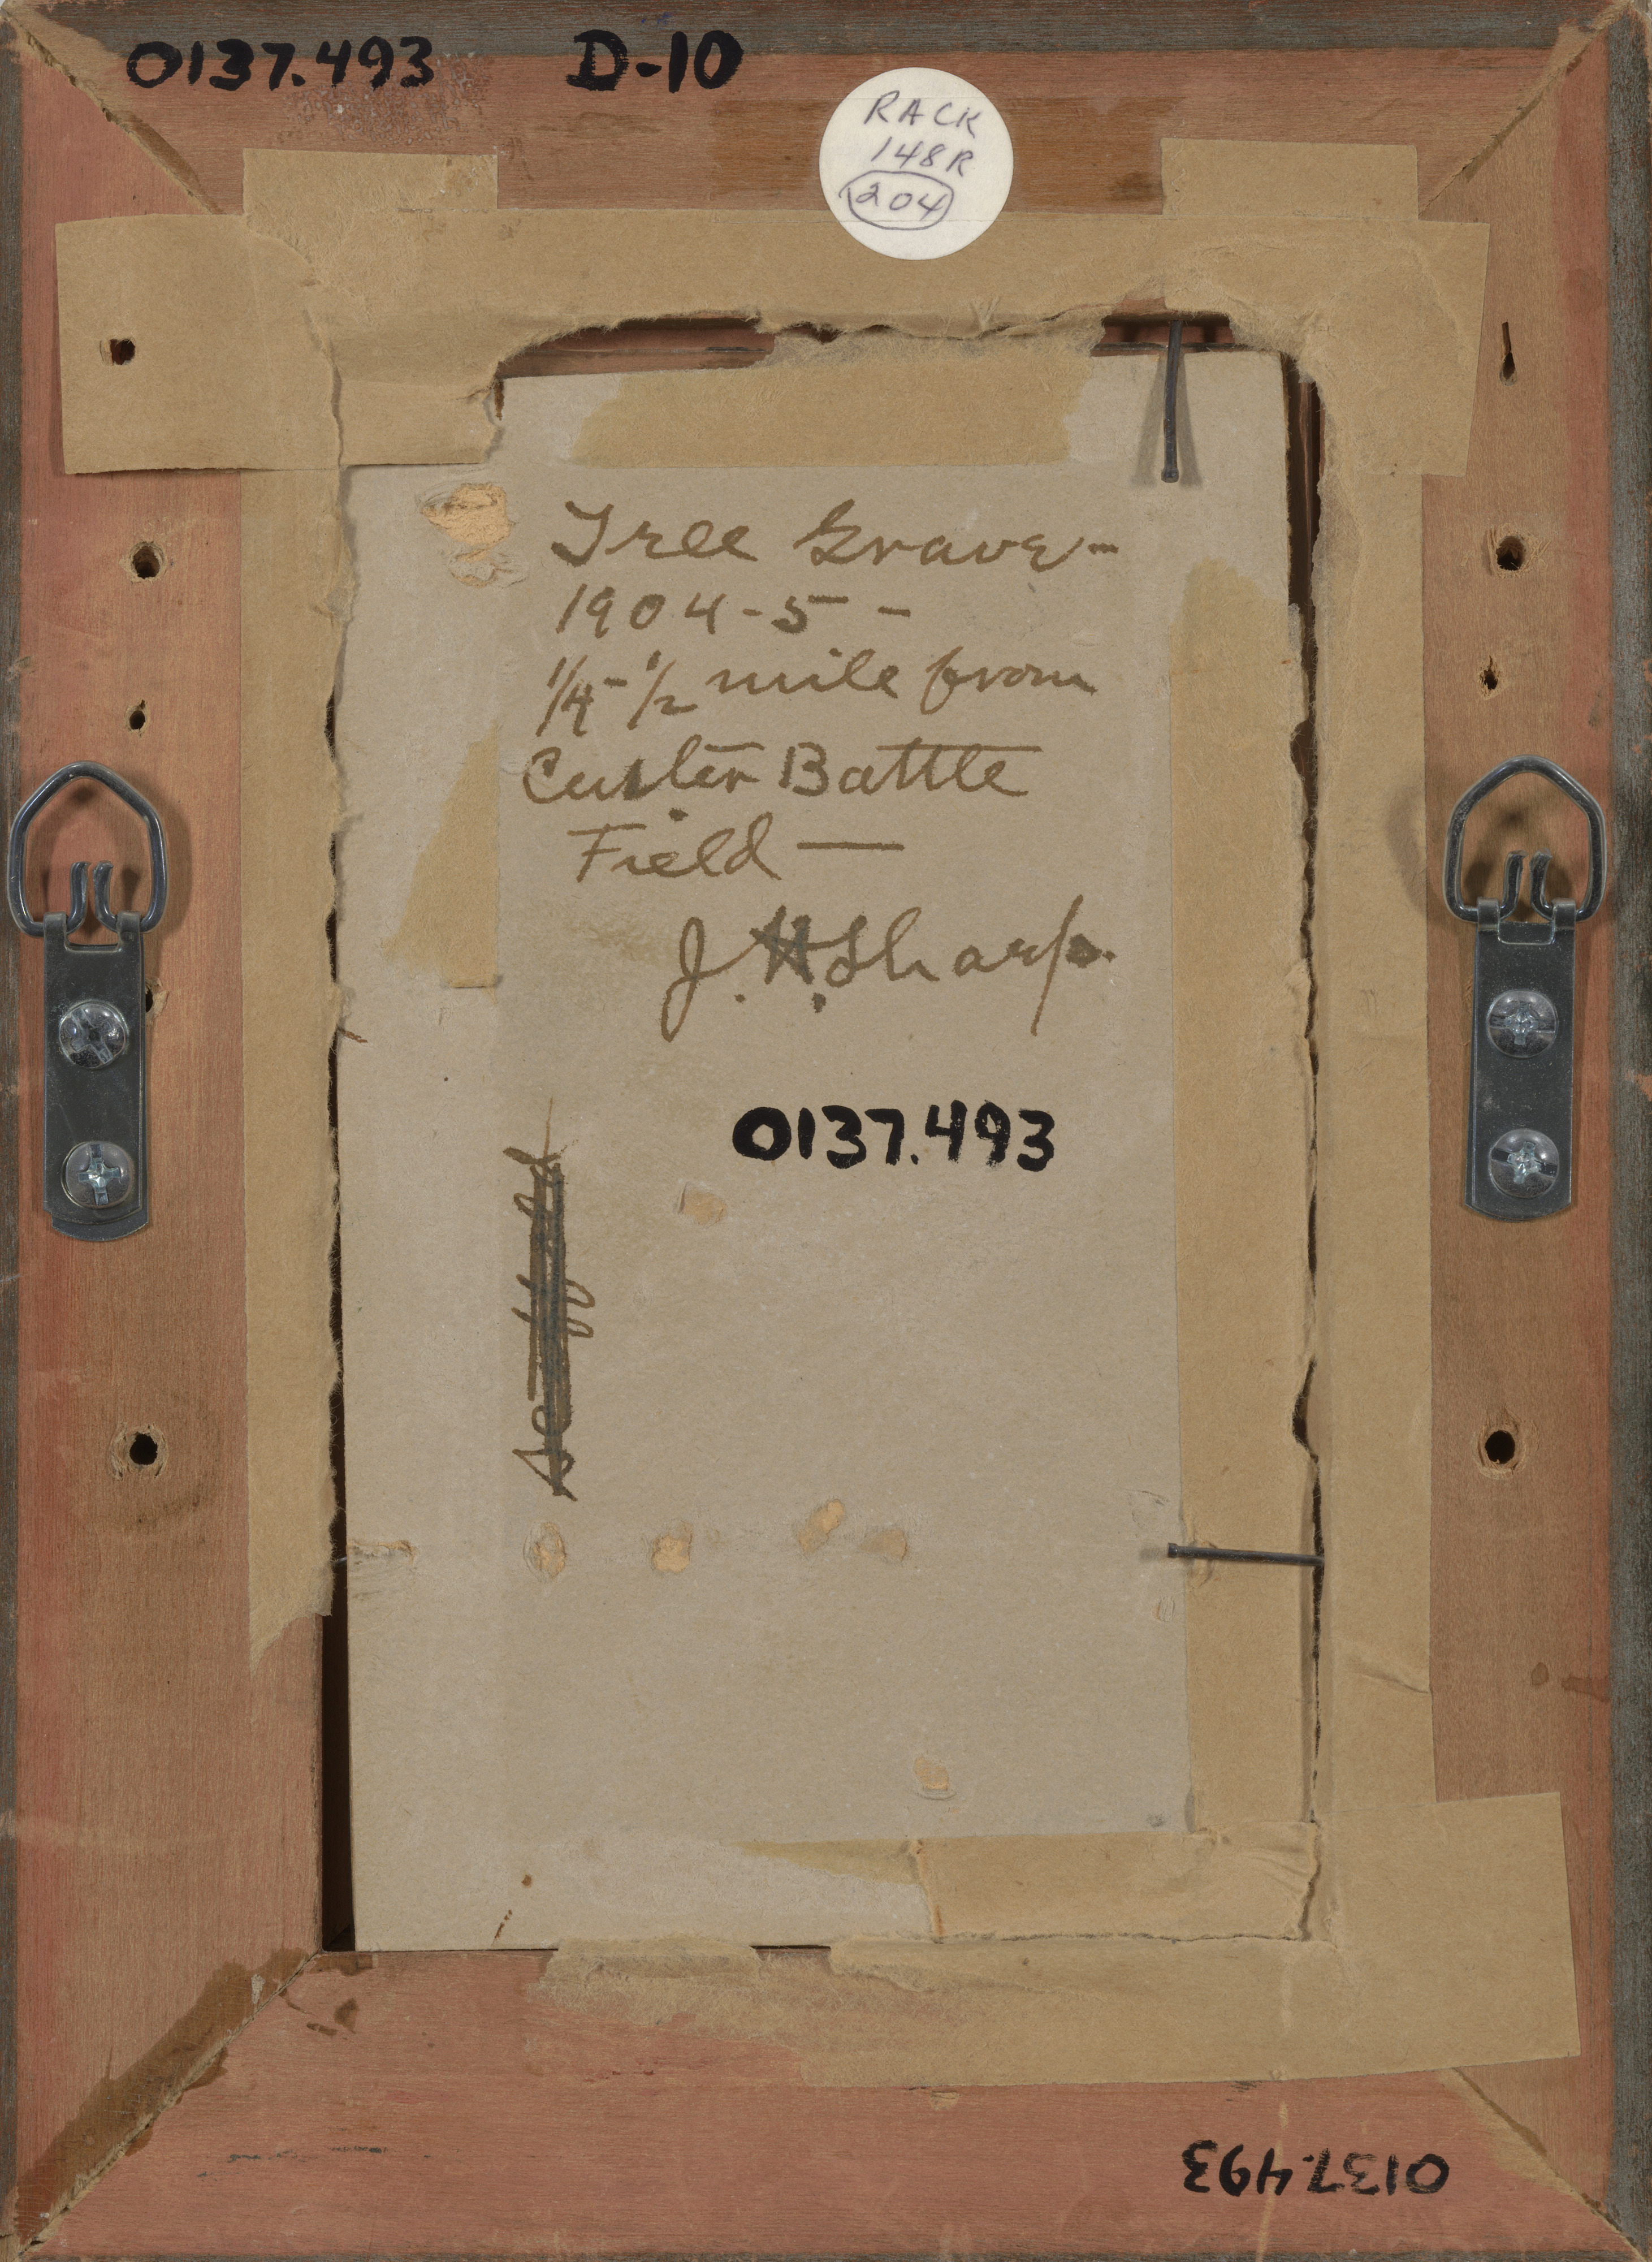 0137.493 D-10
RACK
148R
204
Tree Grave-
1904-5 -
1/4-1/2 mile from
Custer Battle
Field —
J. H. Sharp.
0137.493
0137.493